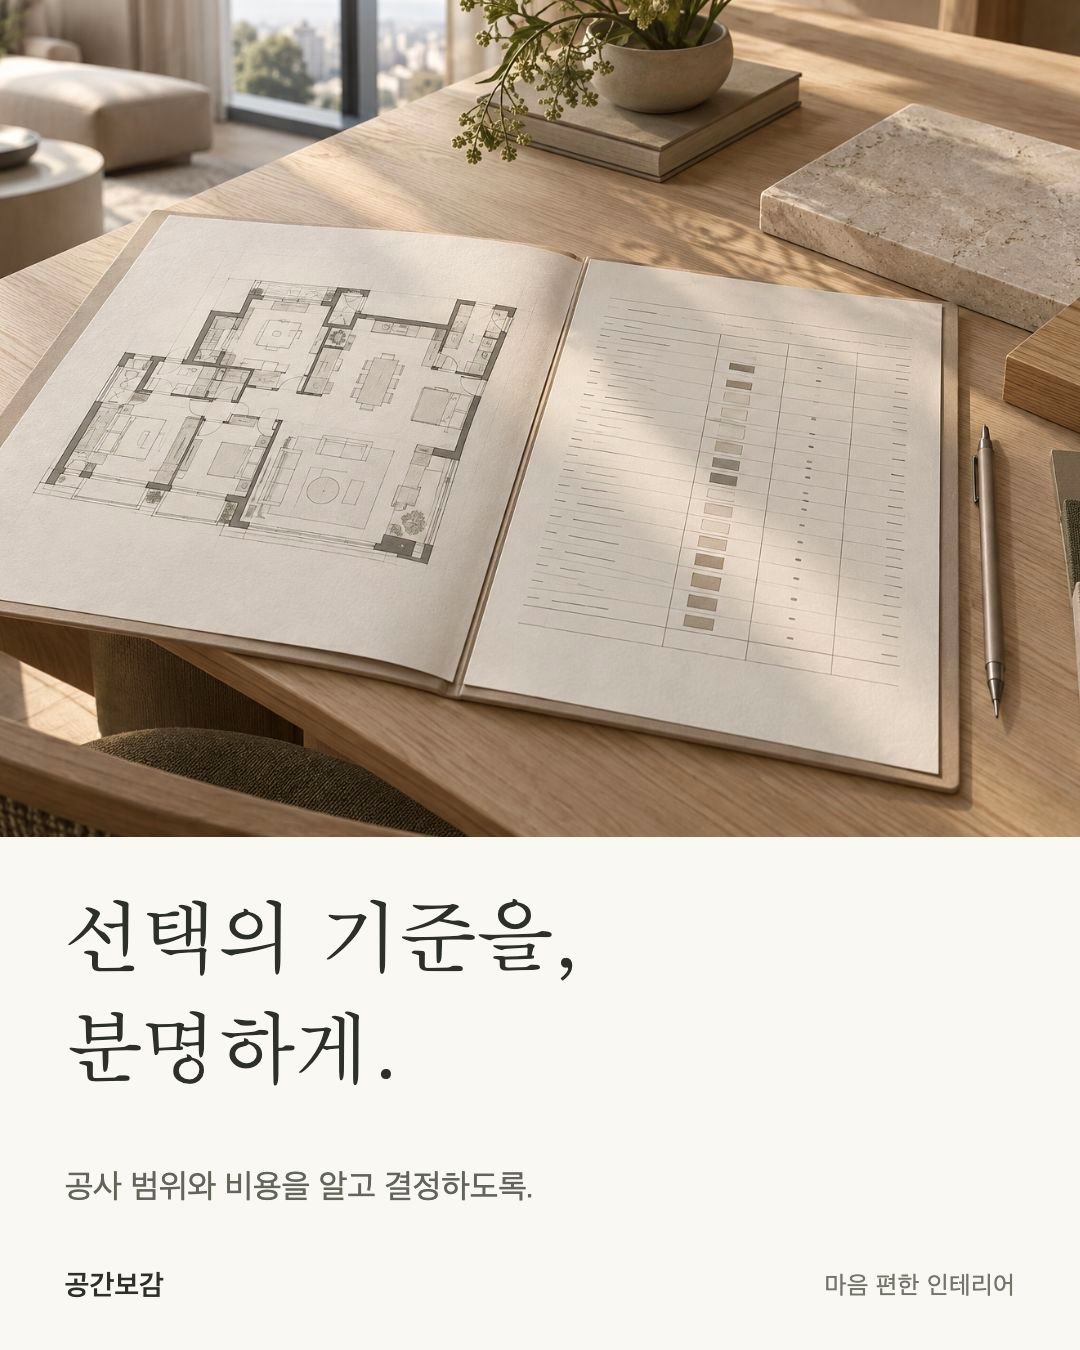 선택의 기준을,
분명하게.
공사 범위와 비용을 알고 결정하도록.
공간보감
마음 편한 인테리어